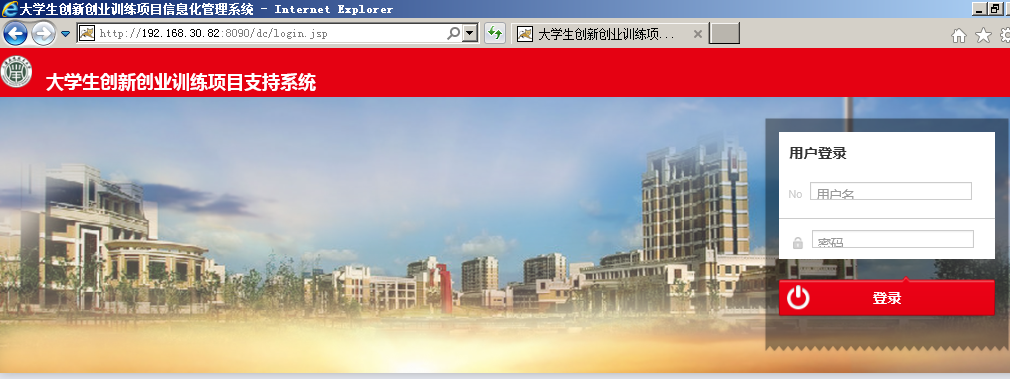 大学生创新创业训练项目信息化管理系统 - Internet Explorer
http://192.168.30.82:8090/dc/login.jsp
大学生创新创业训练项...
大学生创新创业训练项目支持系统
用户登录
No 用户名
密码
登录